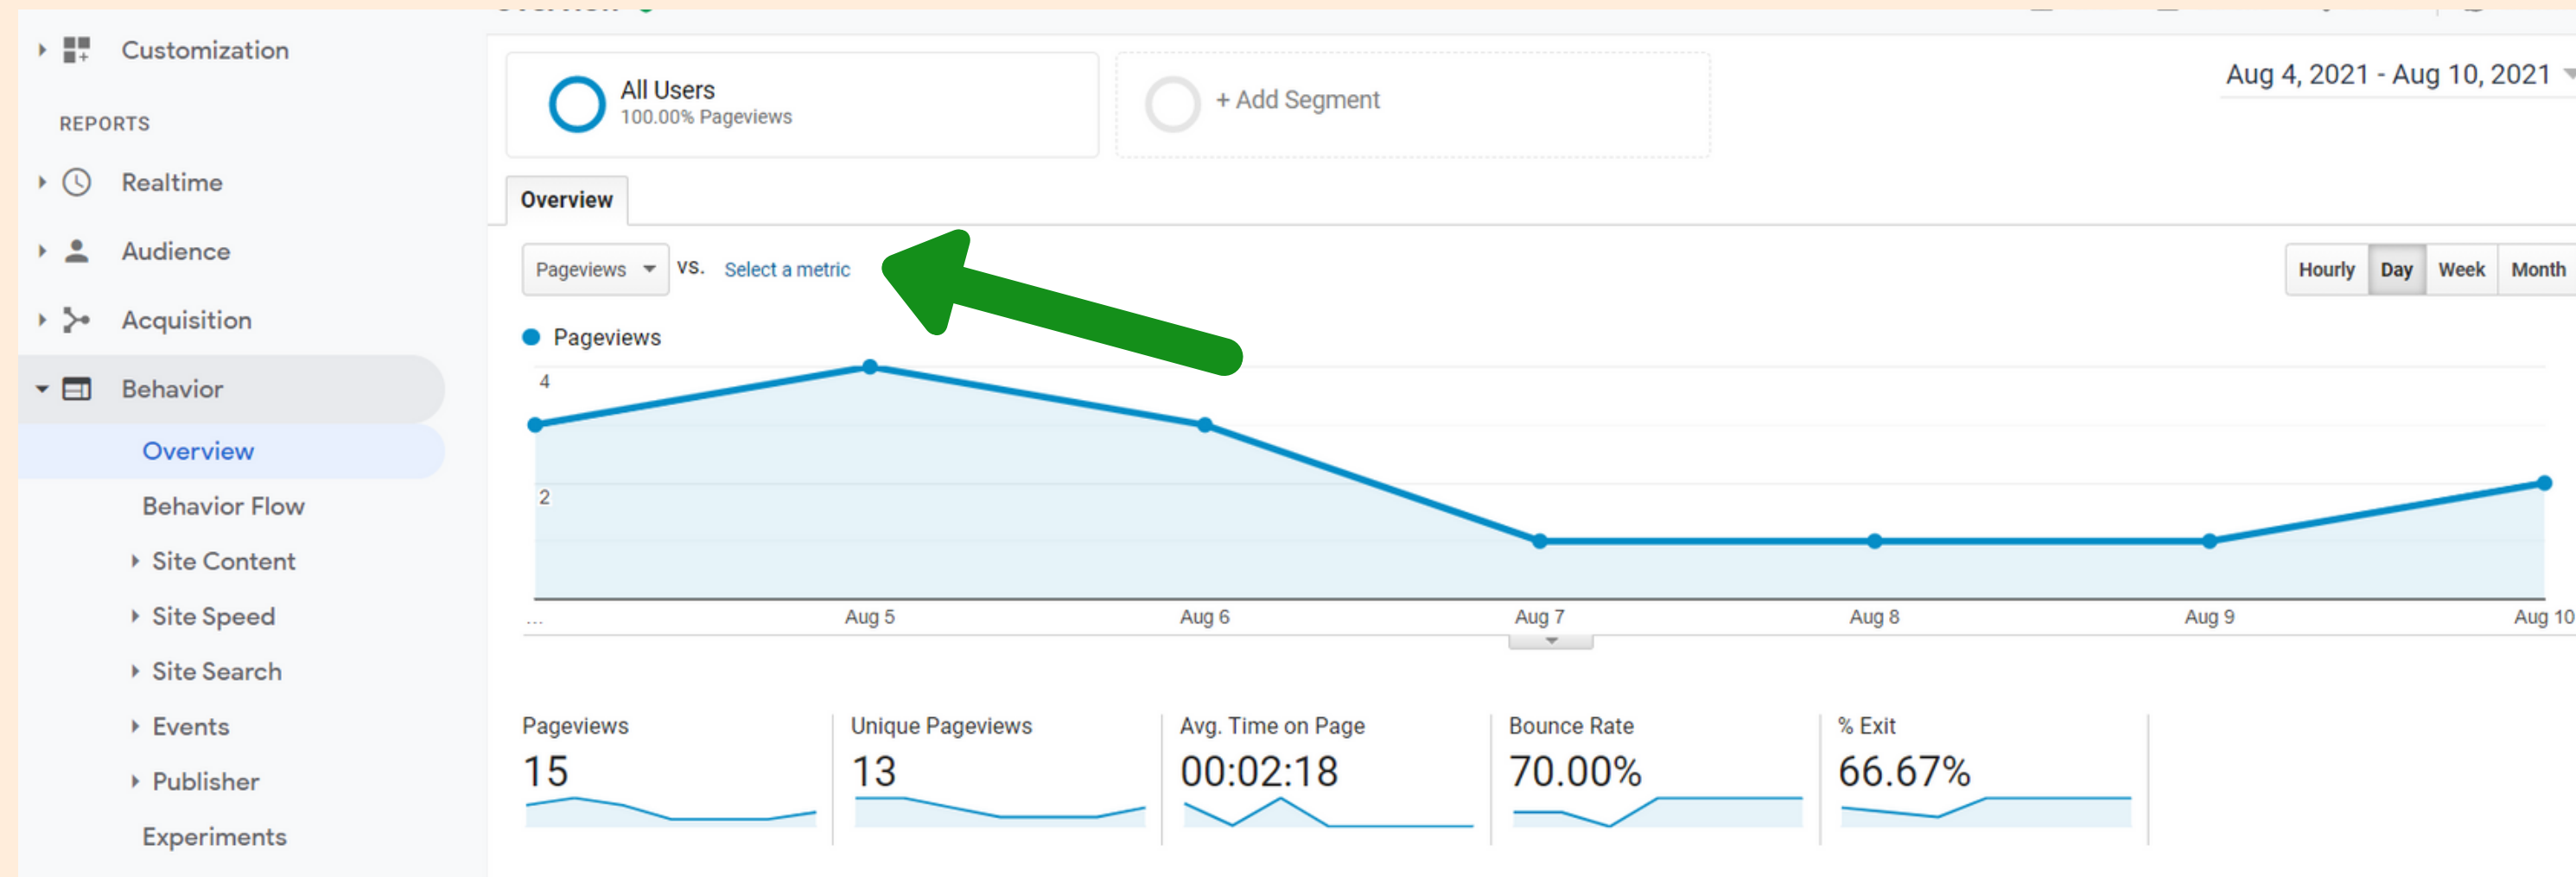 Customization
REPORTS
Realtime
Audience
Acquisition
Behavior
Overview
Behavior Flow
Site Content
Site Speed
Site Search
Events
Publisher
Experiments
All Users
100.00% Pageviews
+ Add Segment
Aug 4, 2021 - Aug 10, 2021
Overview
Pageviews VS. Select a metric
Hourly Day Week Month
Pageviews
4
2
... Aug 5 Aug 6 Aug 7 Aug 8 Aug 9 Aug 10
Pageviews
15
Unique Pageviews
13
Avg. Time on Page
00:02:18
Bounce Rate
70.00%
% Exit
66.67%